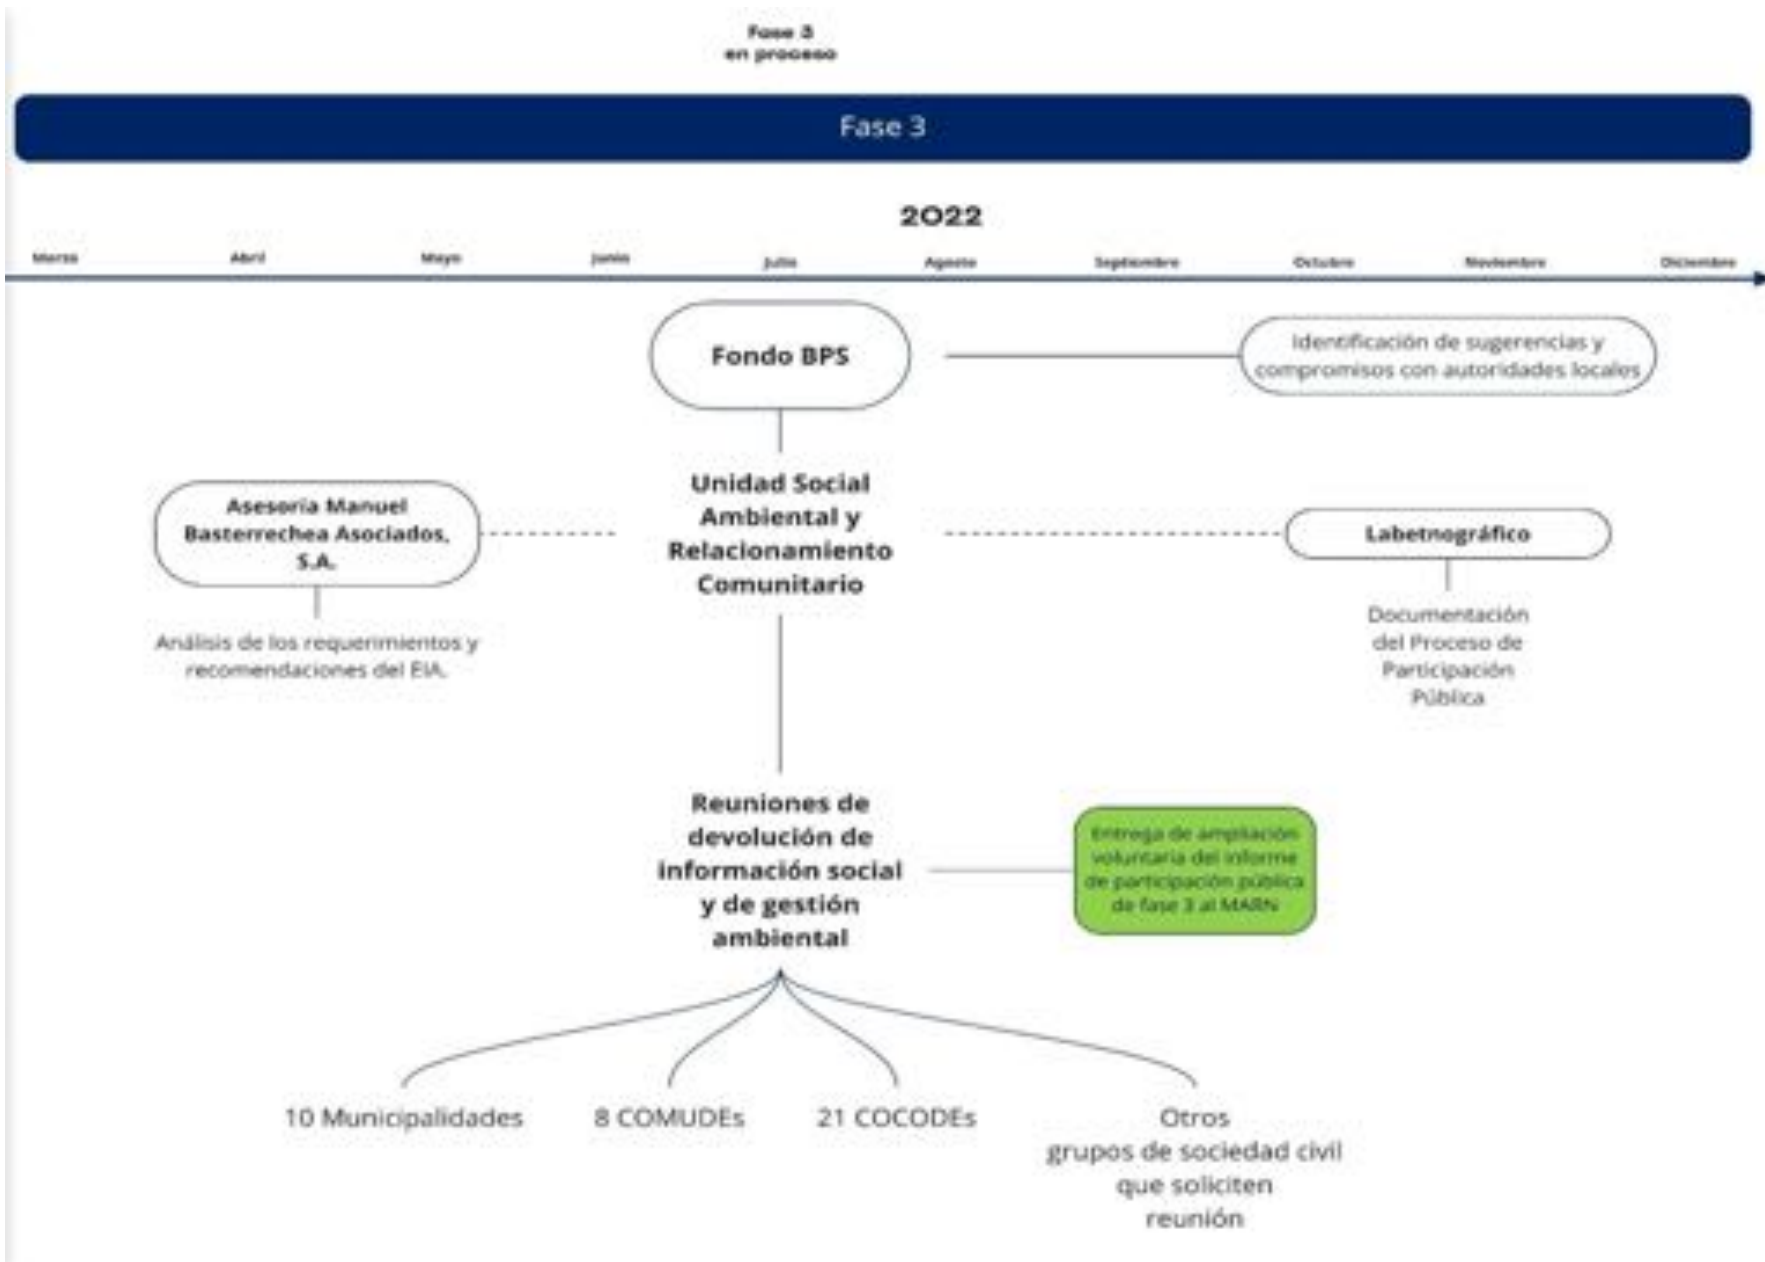 Fase 3
en proceso
Fase 3
2022
Marzo Abril Mayo Junio Julio Agosto Septiembre Octubre Noviembre Diciembre
Fondo BPS
Identificación de sugerencias y
compromisos con autoridades locales
Unidad Social
Ambiental y
Relacionamiento
Comunitario
Asesoría Manuel
Basterrechea Asociados,
S.A.
Análisis de los requerimientos y
recomendaciones del EIA.
Labetnográfico
Documentación
del Proceso de
Participación
Pública
Reuniones de
devolución de
información social
y de gestión
ambiental
Entrega de ampliación
voluntaria del informe
de participación pública
de fase 3 al MARN
10 Municipalidades
8 COMUDEs
21 COCODEs
Otros
grupos de sociedad civil
que soliciten
reunión